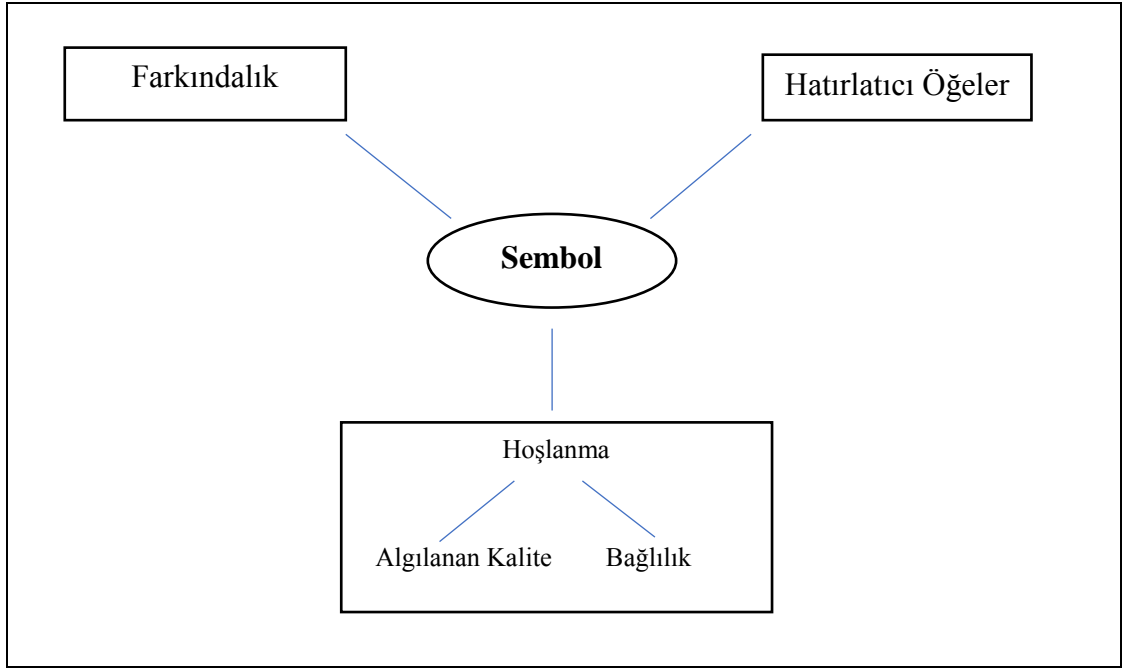 Farkındalık
Hatırlatıcı Öğeler
Sembol
Hoşlanma
Algılanan Kalite
Bağlılık